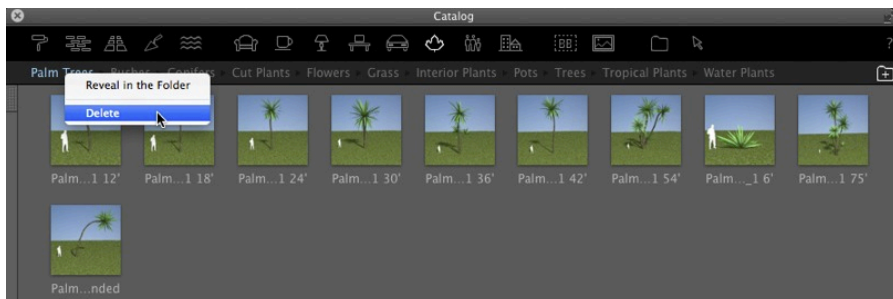 Catalog
?
Palm Trees Bushes Conifers Cut Plants Flowers Grass Interior Plants Pots Trees Tropical Plants Water Plants
Reveal in the Folder
Delete
Palm...1 12' Palm...1 18' Palm...1 24' Palm...1 30' Palm...1 36' Palm...1 42' Palm...1 54' Palm..._1 6' Palm...1 75'
Palm...nded